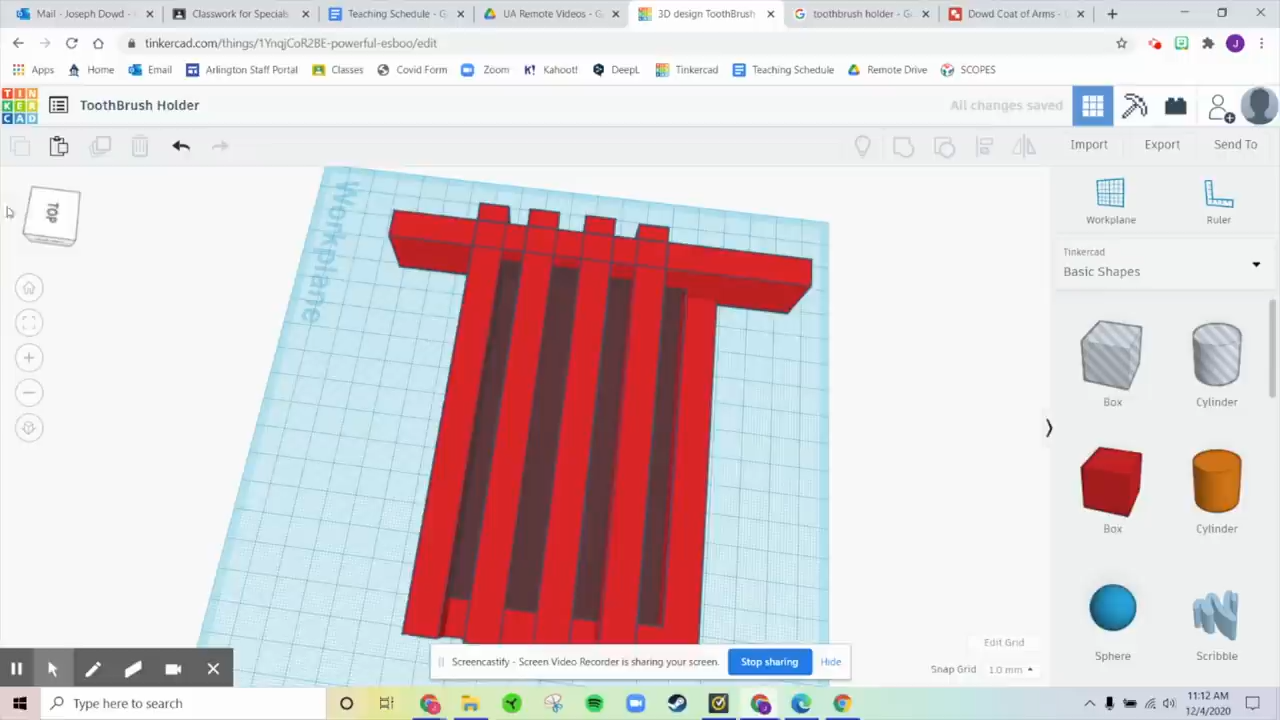 Mail - Joseph Dowd - O
Classwork for Specials
Teaching Schedule - G
UA Remote Videos - G
3D design ToothBrush
toothbrush holder - G
Dowd Coat of Arms -
tinkercad.com/things/1YnqjCoR2BE-powerful-esboo/edit
J
Apps
Home
Email
Arlington Staff Portal
Classes
Covid Form
Zoom
Kahoot!
DeepL
Tinkercad
Teaching Schedule
Remote Drive
SCOPES
TIN
KER
CAD
ToothBrush Holder
All changes saved
Import
Export
Send To
TOP
Workplane
Workplane
Ruler
Tinkercad
Basic Shapes
Box
Cylinder
Box
Cylinder
Sphere
Scribble
Edit Grid
Snap Grid 1.0 mm
Screencastify - Screen Video Recorder is sharing your screen.
Stop sharing
Hide
Type here to search
11:12 AM
12/4/2020